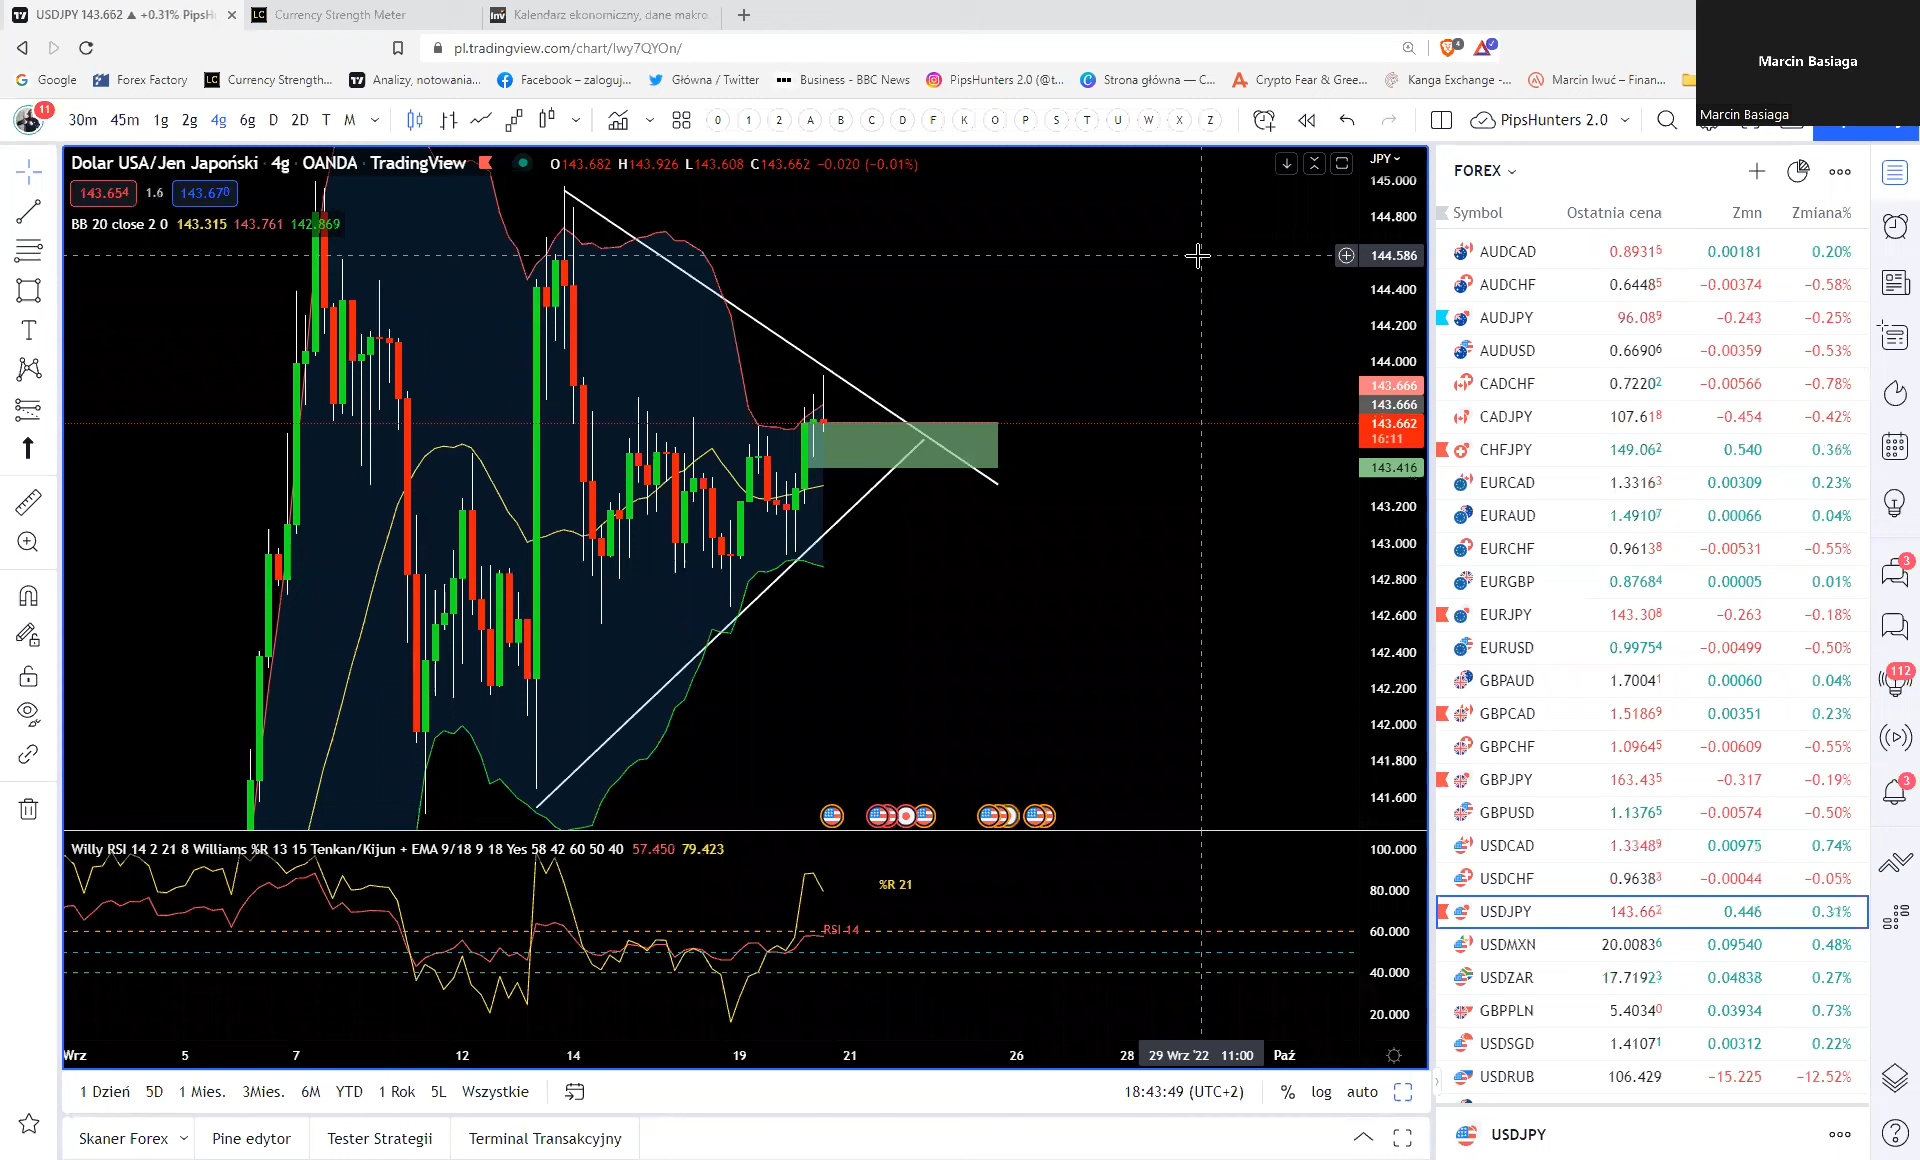 USDJPY 143.662 ▲ +0.31% PipsH
Currency Strength Meter
Kalendarz ekonomiczny, dane makro
pl.tradingview.com/chart/Iwy7QYOn/
Google
Forex Factory
Currency Strength...
Analizy, notowania...
Facebook – zaloguj...
Główna / Twitter
Business - BBC News
PipsHunters 2.0 (@t...
Strona główna — C...
Crypto Fear & Gree...
Kanga Exchange -...
Marcin Iwuć – Finan...
Marcin Basiaga
Marcin Basiaga
11
30m 45m 1g 2g 4g 6g D 2D T M
0 1 2 A B C D F K O P S T U W X Z
PipsHunters 2.0
Dolar USA/Jen Japoński 4g OANDA TradingView
O143.682 H143.926 L143.608 C143.662 −0.020 (−0.01%)
143.654 1.6 143.670
BB 20 close 2 0 143.315 143.761 142.869
JPY
145.000
144.800
144.586
144.400
144.200
144.000
143.666
143.666
143.662
16:11
143.416
143.200
143.000
142.800
142.600
142.400
142.200
142.000
141.800
141.600
Willy RSI 14 2 21 8 Williams %R 13 15 Tenkan/Kijun + EMA 9/18 9 18 Yes 58 42 60 50 40 57.450 79.423
%R 21
RSI-14
100.000
80.000
60.000
40.000
20.000
Wrz 5 7 12 14 19 21 26 28 29 Wrz '22 11:00 Paź
1 Dzień 5D 1 Mies. 3Mies. 6M YTD 1 Rok 5L Wszystkie
18:43:49 (UTC+2) % log auto
Skaner Forex Pine edytor Tester Strategii Terminal Transakcyjny
FOREX
Symbol Ostatnia cena Zmn Zmiana%
AUDCAD 0.89315 0.00181 0.20%
AUDCHF 0.64485 −0.00374 −0.58%
AUDJPY 96.089 −0.243 −0.25%
AUDUSD 0.66906 −0.00359 −0.53%
CADCHF 0.72202 −0.00566 −0.78%
CADJPY 107.618 −0.454 −0.42%
CHFJPY 149.062 0.540 0.36%
EURCAD 1.33163 0.00309 0.23%
EURAUD 1.49107 0.00066 0.04%
EURCHF 0.96138 −0.00531 −0.55%
EURGBP 0.87684 0.00005 0.01%
EURJPY 143.308 −0.263 −0.18%
EURUSD 0.99754 −0.00499 −0.50%
GBPAUD 1.70041 0.00060 0.04%
GBPCAD 1.51869 0.00351 0.23%
GBPCHF 1.09645 −0.00609 −0.55%
GBPJPY 163.435 −0.317 −0.19%
GBPUSD 1.13765 −0.00574 −0.50%
USDCAD 1.33489 0.00975 0.74%
USDCHF 0.96383 −0.00044 −0.05%
USDJPY 143.662 0.446 0.31%
USDMXN 20.00836 0.09540 0.48%
USDZAR 17.71923 0.04838 0.27%
GBPPLN 5.40340 0.03934 0.73%
USDSGD 1.41071 0.00312 0.22%
USDRUB 106.429 −15.225 −12.52%
USDJPY
3
112
3